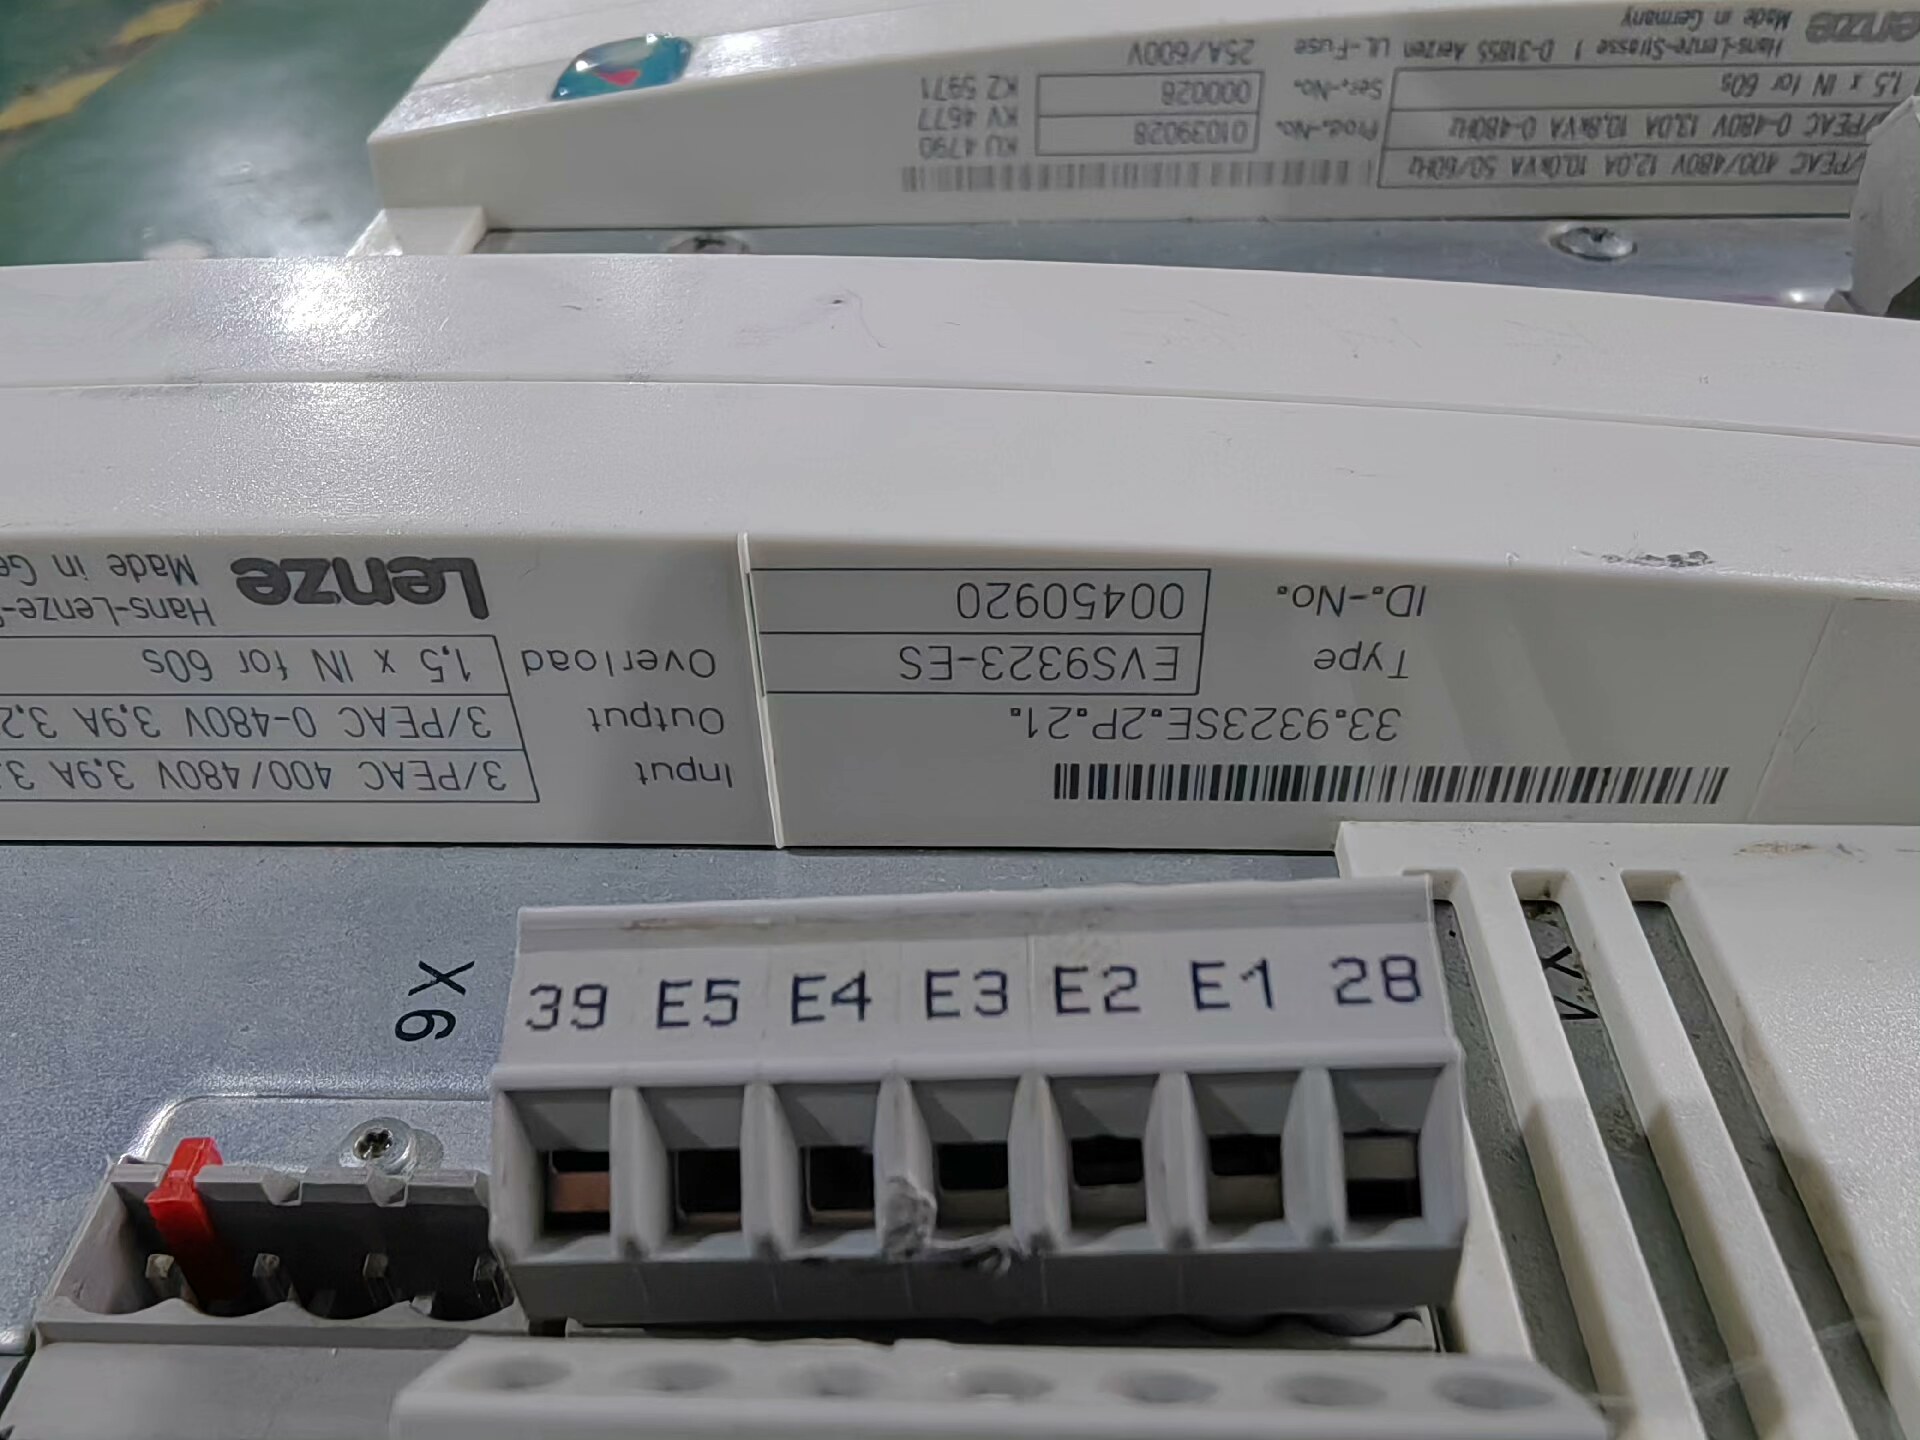 Lenze
Made in Germany
Hans-Lenze-Strasse 1 D-31855 Aerzen UL-Fuse 25A/600V
1,5 x IN for 60s
Ser.-No. 000026
KZ 5971
/PEAC 0-480V 13,0A 10,8kVA 0-480Hz
Prod.-No. 01039028
KV 4677
/PEAC 400/480V 12,0A 10,0kVA 50/60Hz
KU 4790
33.9323SE.2P.21.
Type EVS9323-ES
ID.-No. 00450920
Input 3/PEAC 400/480V 3,9A 3,
Output 3/PEAC 0-480V 3,9A 3,2
Overload 1,5 x IN for 60s
Lenze
Hans-Lenze-S
Made in Ge
X6
39 E5 E4 E3 E2 E1 28